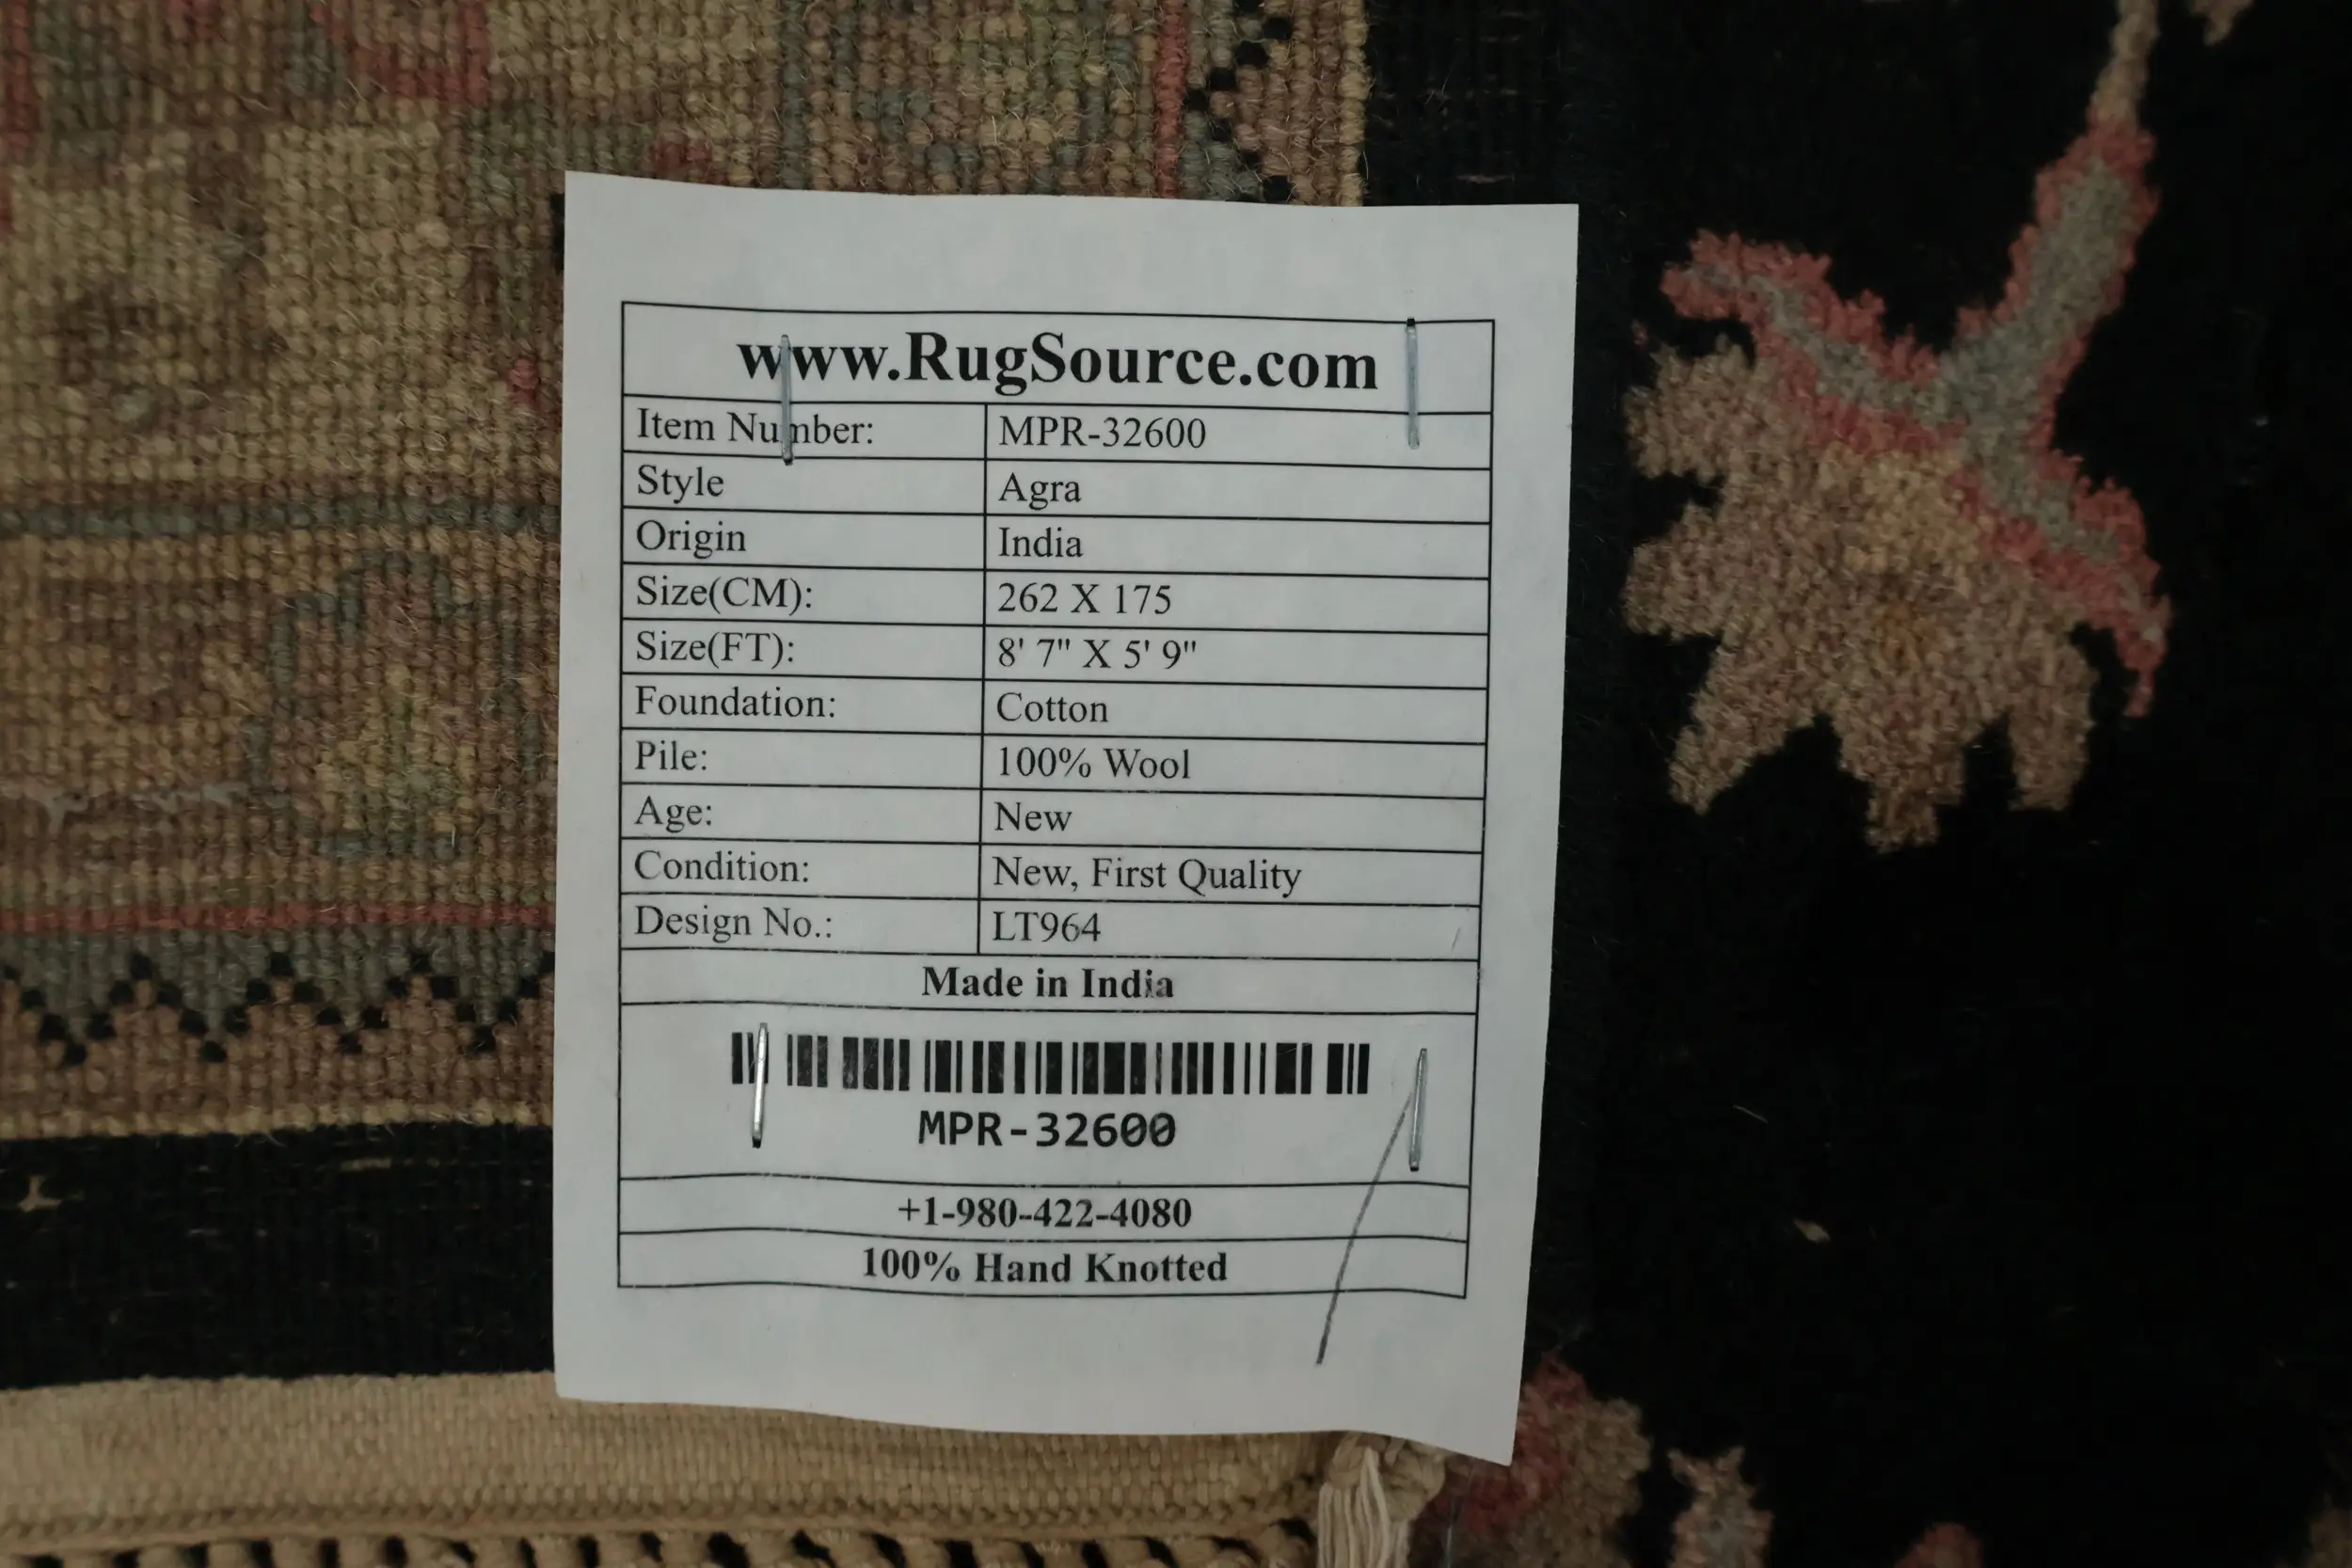 www.RugSource.com
Item Number: MPR-32600
Style Agra
Origin India
Size(CM): 262 X 175
Size(FT): 8' 7" X 5' 9"
Foundation: Cotton
Pile: 100% Wool
Age: New
Condition: New, First Quality
Design No.: LT964
Made in India
MPR-32600
+1-980-422-4080
100% Hand Knotted